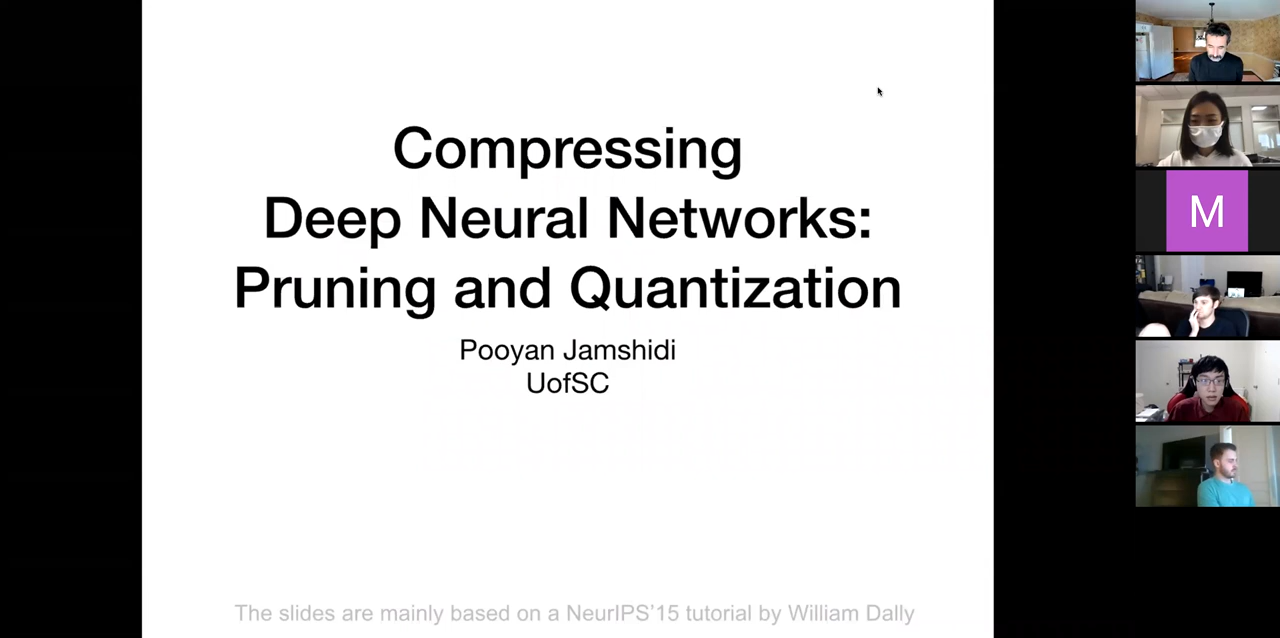 Compressing
Deep Neural Networks:
Pruning and Quantization
Pooyan Jamshidi
UofSC
The slides are mainly based on a NeurIPS’15 tutorial by William Dally
M